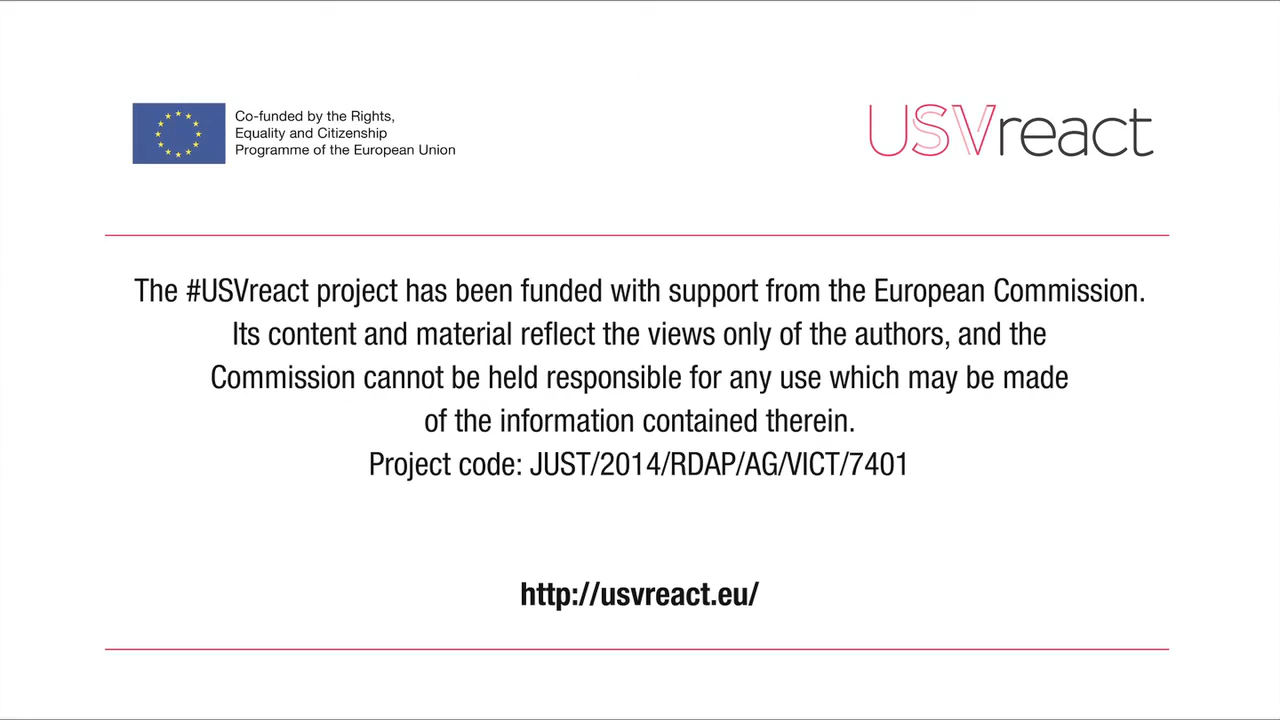 Co-funded by the Rights,
Equality and Citizenship
Programme of the European Union
USVreact
The #USVreact project has been funded with support from the European Commission.
Its content and material reflect the views only of the authors, and the
Commission cannot be held responsible for any use which may be made
of the information contained therein.
Project code: JUST/2014/RDAP/AG/VICT/7401
http://usvreact.eu/